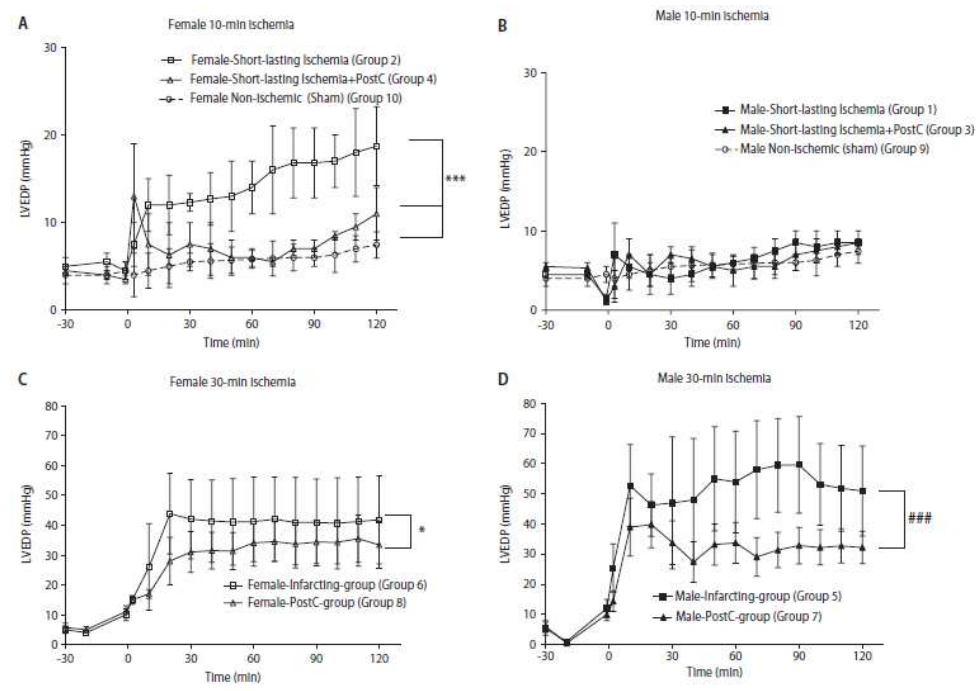 A
Female 10-min Ischemia
Female-Short-lasting Ischemia (Group 2)
Female-Short-lasting Ischemia+PostC (Group 4)
Female Non-Ischemic (Sham) (Group 10)
LVEDP (mmHg)
30
20
10
0
***
-30 0 30 60 90 120
Time (min)
B
Male 10-min Ischemia
Male-Short-lasting Ischemia (Group 1)
Male-Short-lasting Ischemia+PostC (Group 3)
Male Non-Ischemic (sham) (Group 9)
LVEDP (mmHg)
30
20
10
0
-30 0 30 60 90 120
Time (min)
C
Female 30-min Ischemia
LVEDP (mmHg)
80
70
60
50
40
30
20
10
0
*
Female-Infarcting-group (Group 6)
Female-PostC-group (Group 8)
-30 0 30 60 90 120
Time (min)
D
Male 30-min Ischemia
LVEDP (mmHg)
80
70
60
50
40
30
20
10
0
###
Male-Infarcting-group (Group 5)
Male-PostC-group (Group 7)
-30 0 30 60 90 120
Time (min)